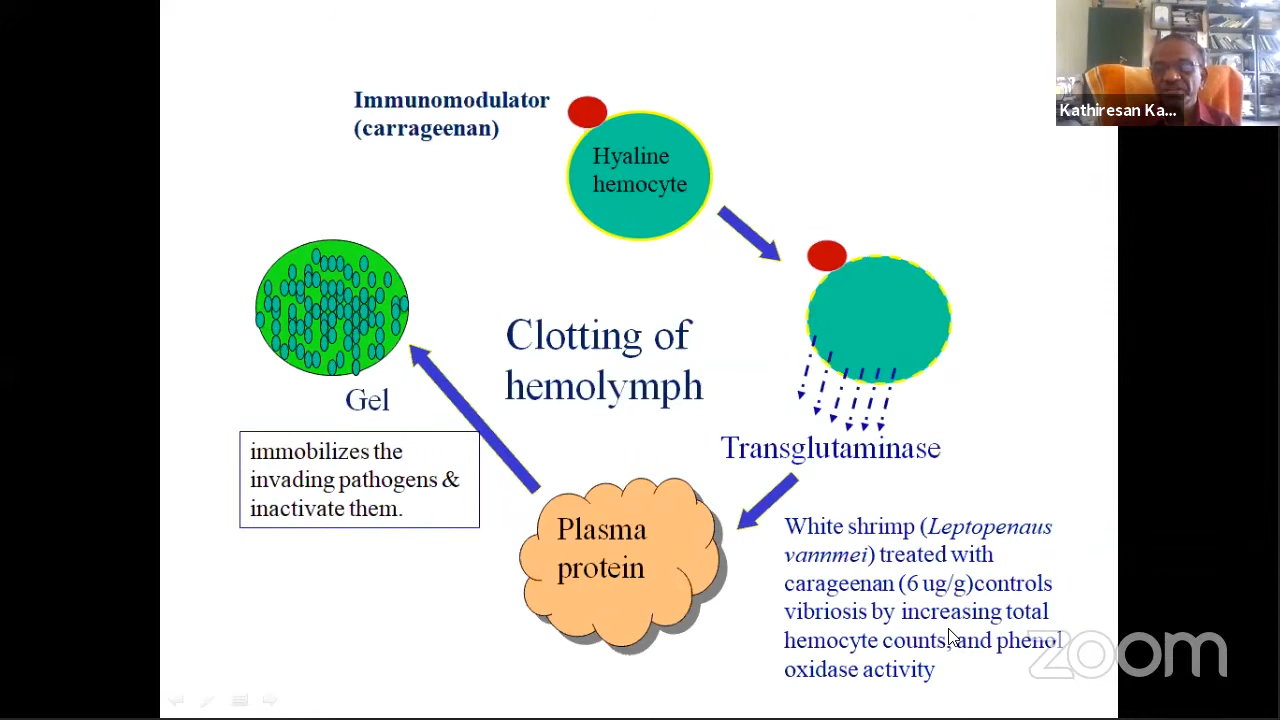 Immunomodulator
(carrageenan)
Hyaline
hemocyte
Kathiresan Ka...
Clotting of
hemolymph
Gel
immobilizes the
invading pathogens &
inactivate them.
Transglutaminase
Plasma
protein
White shrimp (Leptopenaus
vannmei) treated with
carageenan (6 ug/g)controls
vibriosis by increasing total
hemocyte counts, and phenol
oxidase activity
zoom